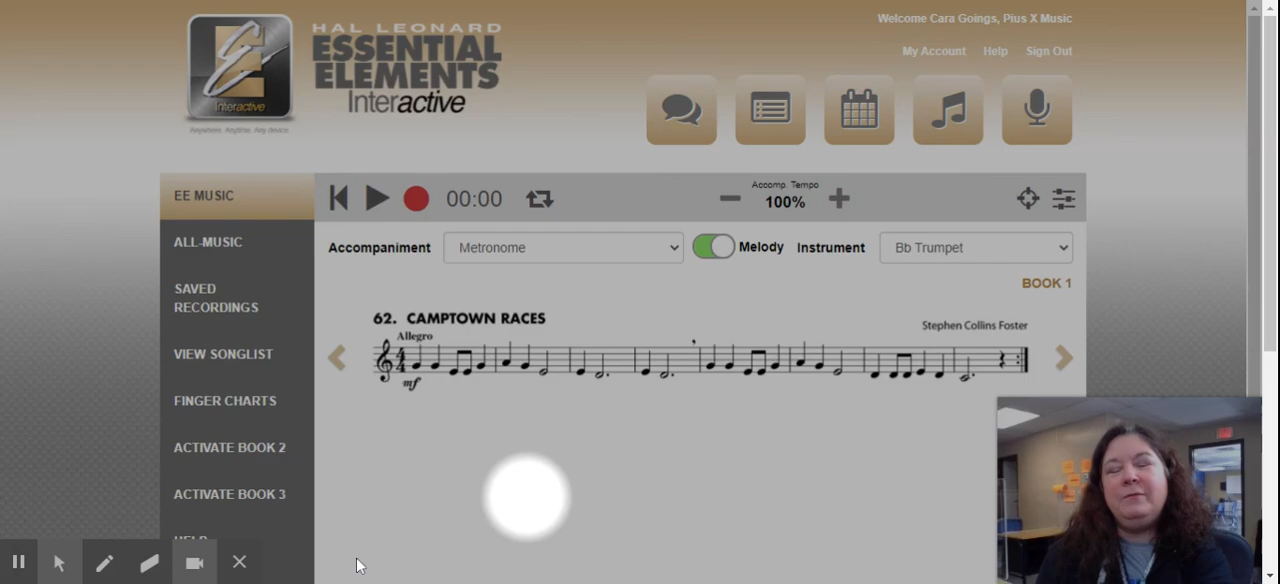 Welcome Cara Goings, Pius X Music
My Account Help Sign Out
HAL LEONARD
ESSENTIAL
ELEMENTS
Interactive
Interactive
Anywhere. Anytime. Any device.
EE MUSIC
ALL-MUSIC
SAVED
RECORDINGS
VIEW SONGLIST
FINGER CHARTS
ACTIVATE BOOK 2
ACTIVATE BOOK 3
HELP
00:00
Accomp. Tempo
100%
Accompaniment Metronome Melody Instrument Bb Trumpet
BOOK 1
62. CAMPTOWN RACES
Stephen Collins Foster
Allegro
mf